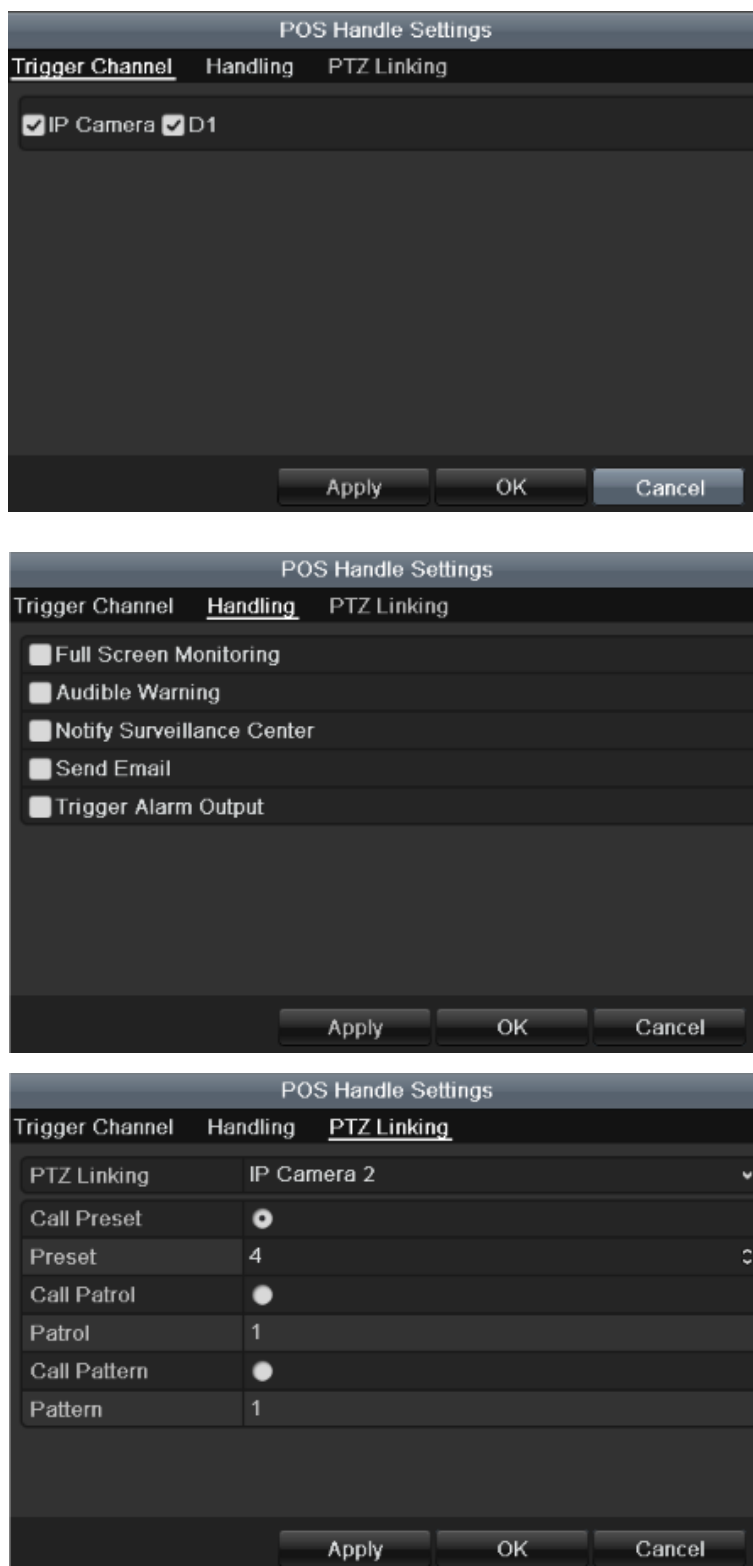 POS Handle Settings
Trigger Channel Handling PTZ Linking
IP Camera D1
Apply OK Cancel
POS Handle Settings
Trigger Channel Handling PTZ Linking
Full Screen Monitoring
Audible Warning
Notify Surveillance Center
Send Email
Trigger Alarm Output
Apply OK Cancel
POS Handle Settings
Trigger Channel Handling PTZ Linking
PTZ Linking IP Camera 2
Call Preset
Preset 4
Call Patrol
Patrol 1
Call Pattern
Pattern 1
Apply OK Cancel